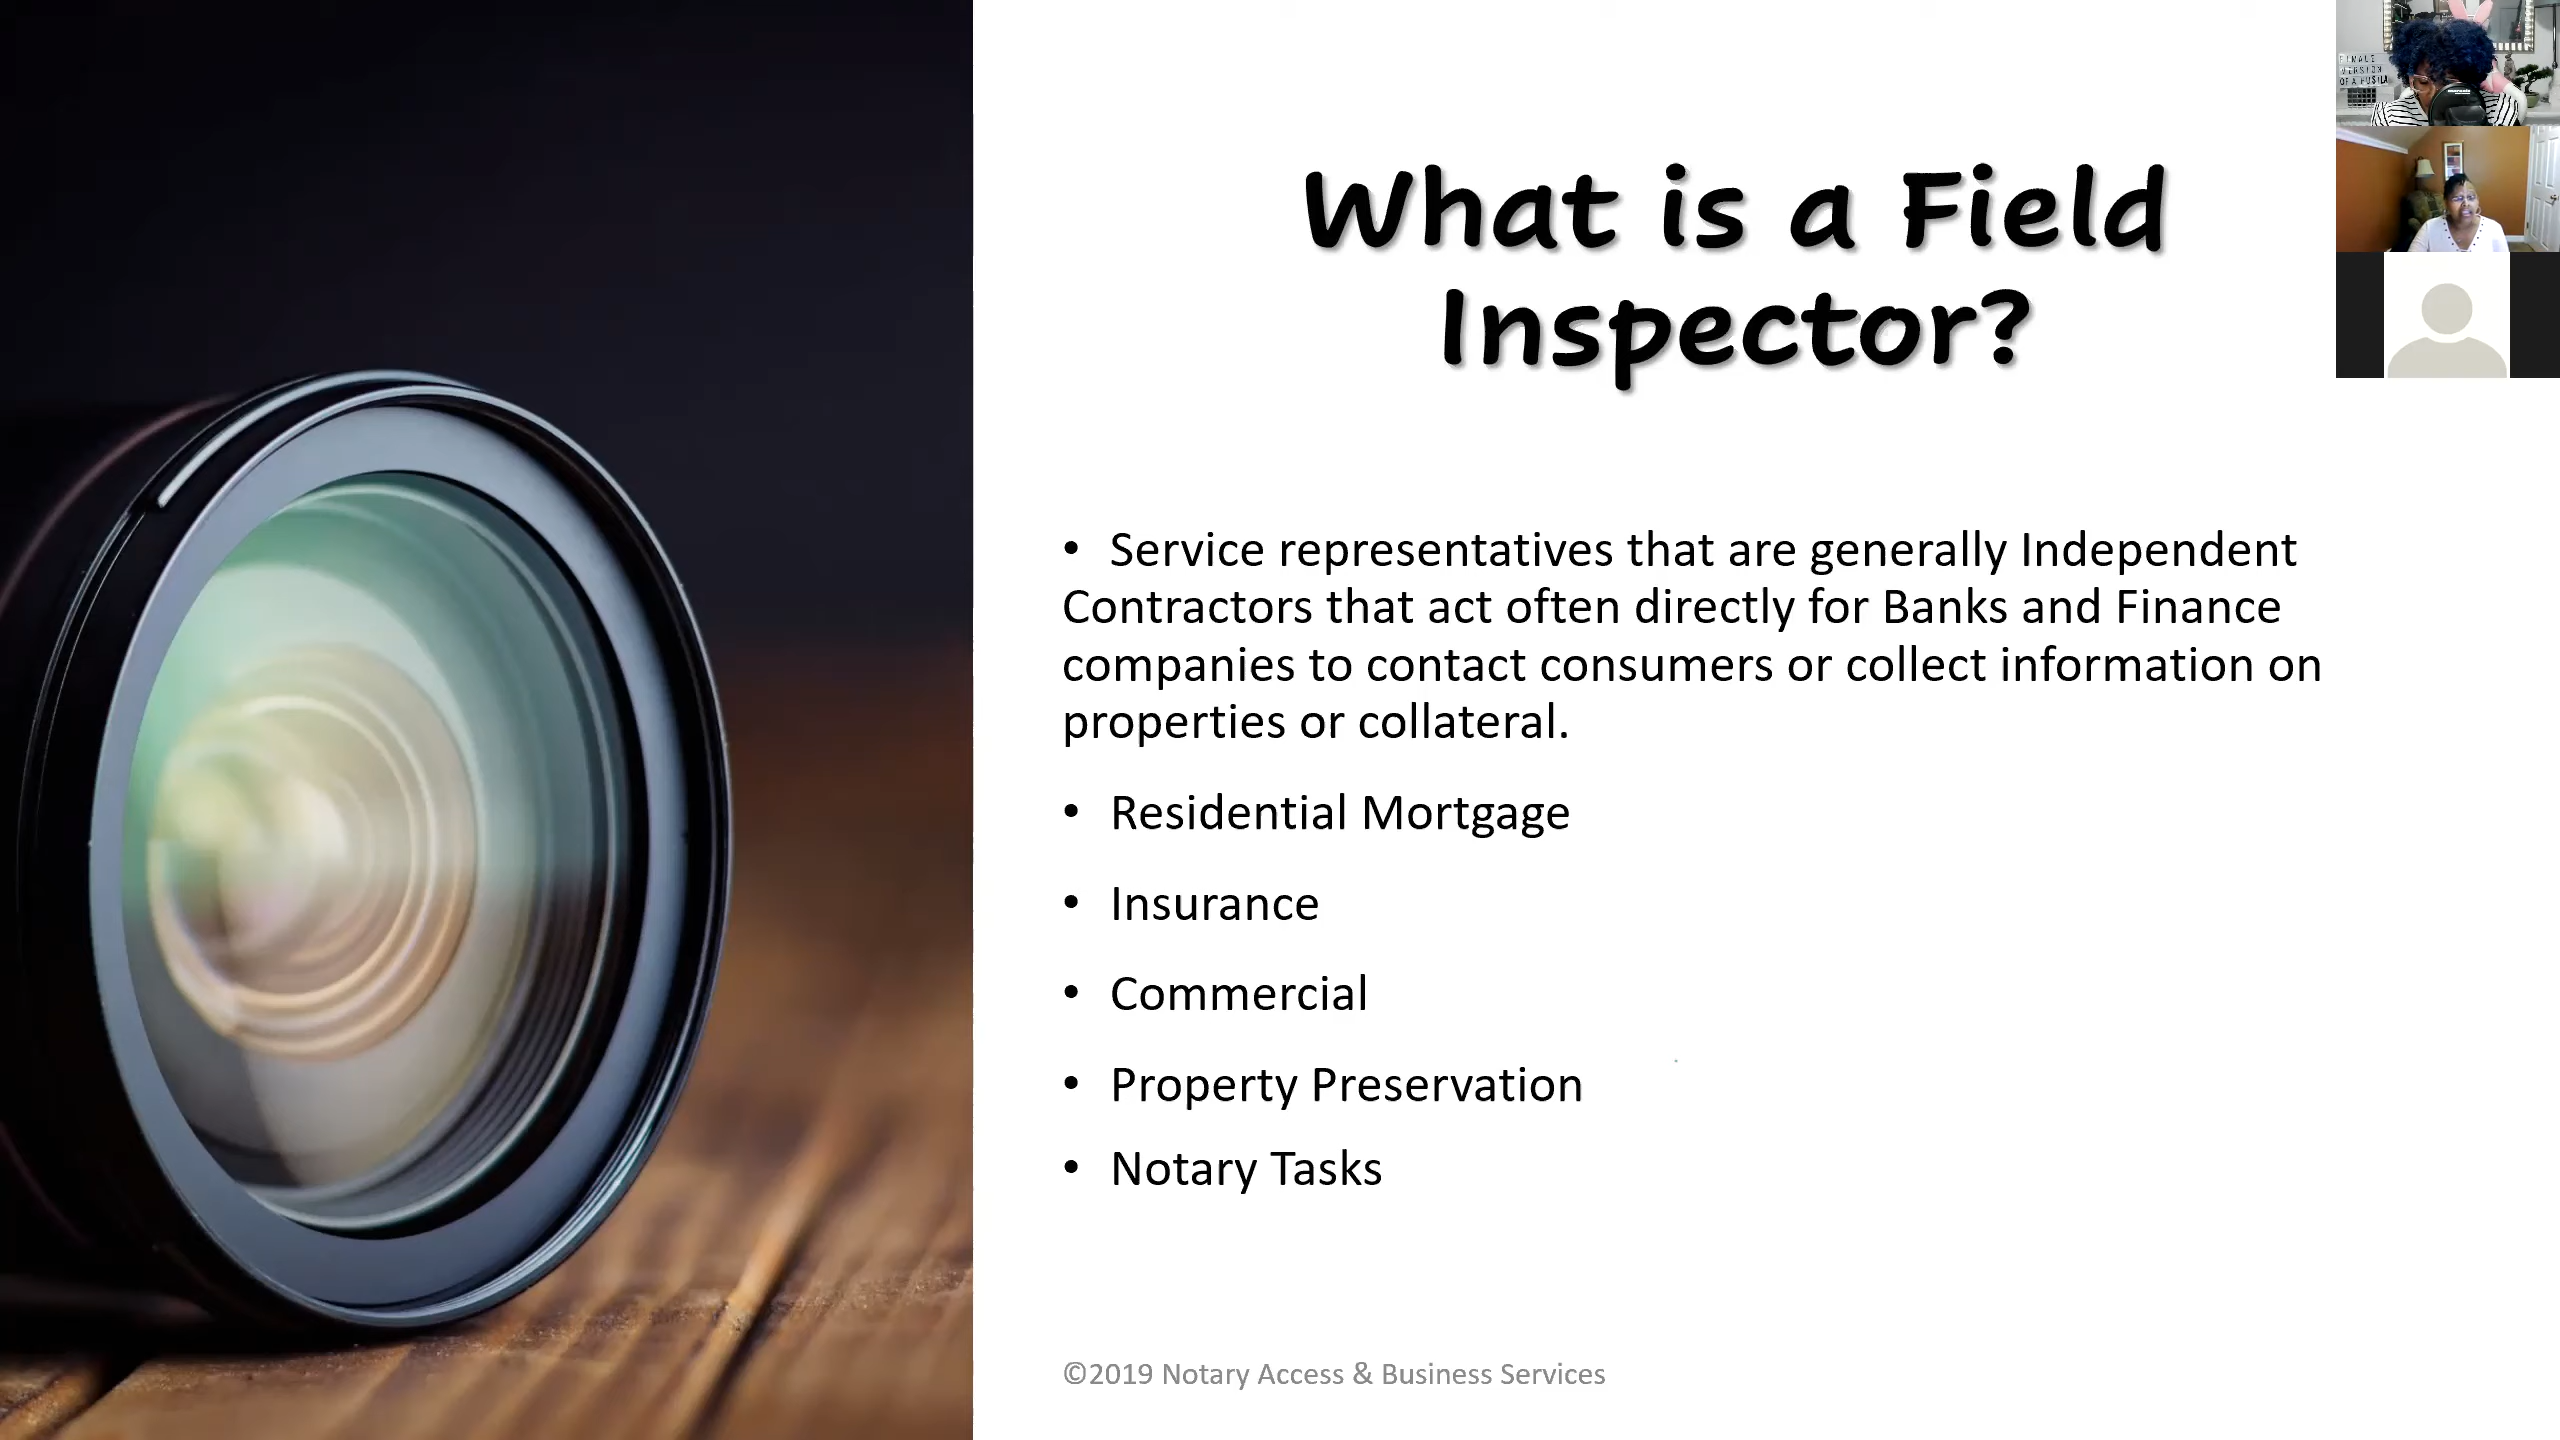 What is a Field
Inspector?
• Service representatives that are generally Independent
Contractors that act often directly for Banks and Finance
companies to contact consumers or collect information on
properties or collateral.
• Residential Mortgage
• Insurance
• Commercial
• Property Preservation
• Notary Tasks
©2019 Notary Access & Business Services